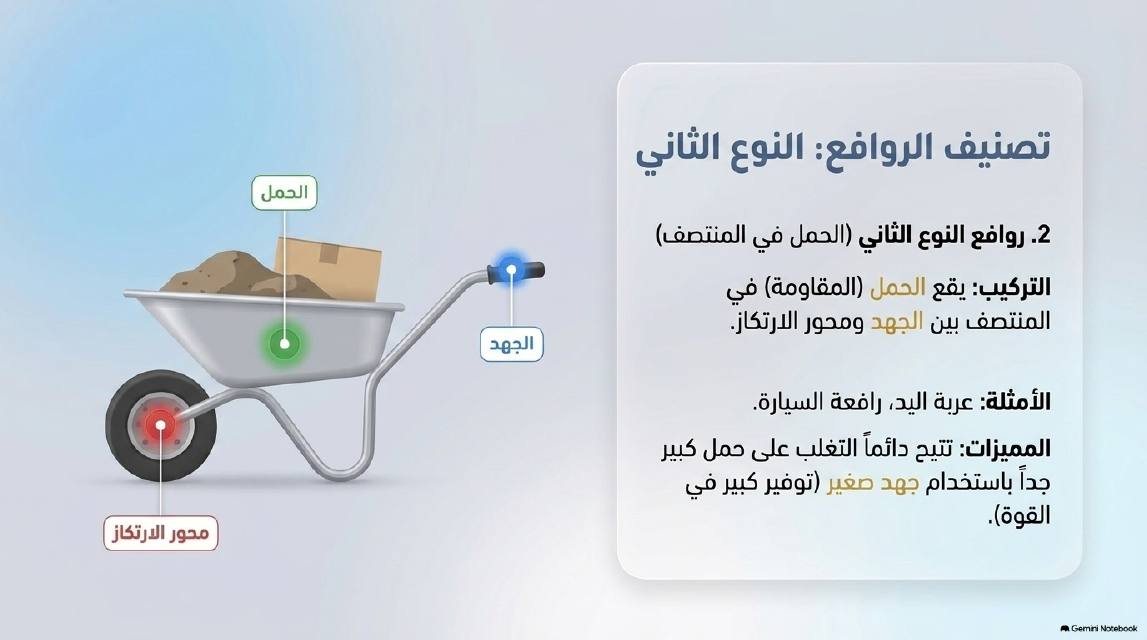 تصنيف الروافع: النوع الثاني
2. روافع النوع الثاني (الحمل في المنتصف)
التركيب: يقع الحمل (المقاومة) في
المنتصف بين الجهد ومحور الارتكاز.
الأمثلة: عربة اليد، رافعة السيارة.
المميزات: تتيح دائماً التغلب على حمل كبير
جداً باستخدام جهد صغير (توفير كبير في
القوة).
الحمل
الجهد
محور الارتكاز
Gemini Notebook